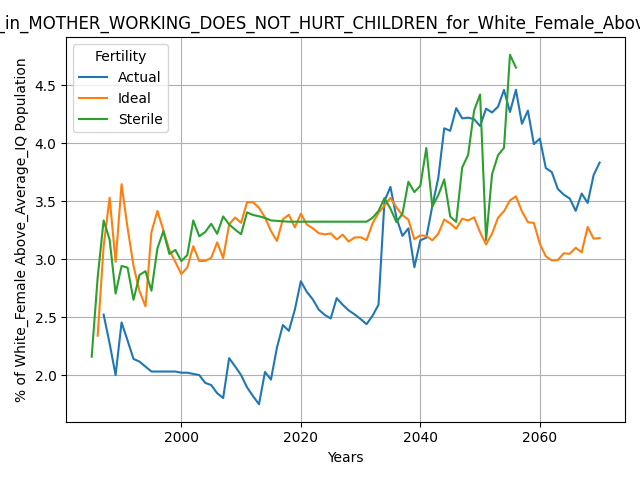 _in_MOTHER_WORKING_DOES_NOT_HURT_CHILDREN_for_White_Female_Abov
Fertility
Actual
Ideal
Sterile
% of White_Female Above_Average_IQ Population
4.5
4.0
3.5
3.0
2.5
2.0
2000
2020
2040
2060
Years